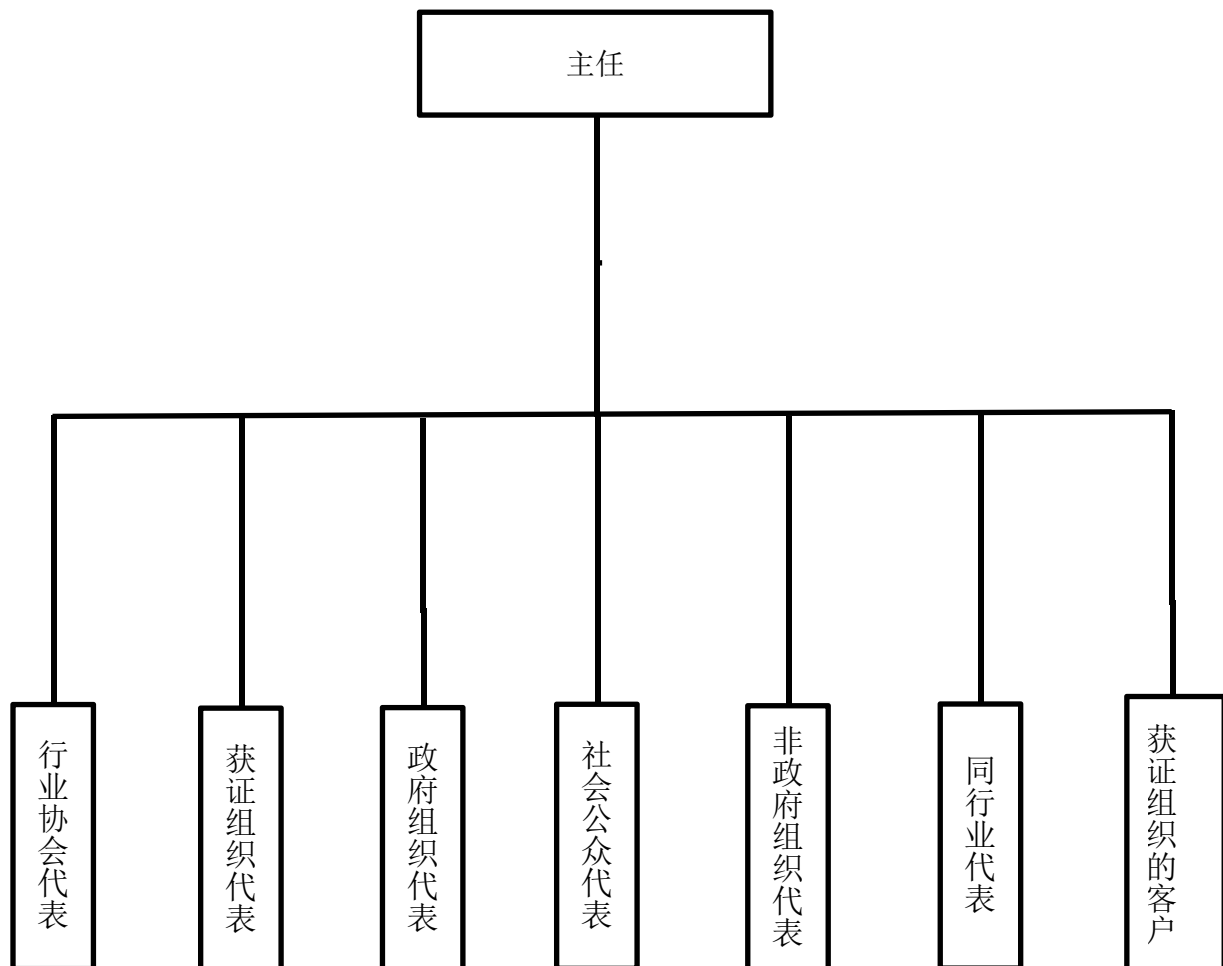 主任
行业协会代表
获证组织代表
政府组织代表
社会公众代表
非政府组织代表
同行业代表
获证组织的客户